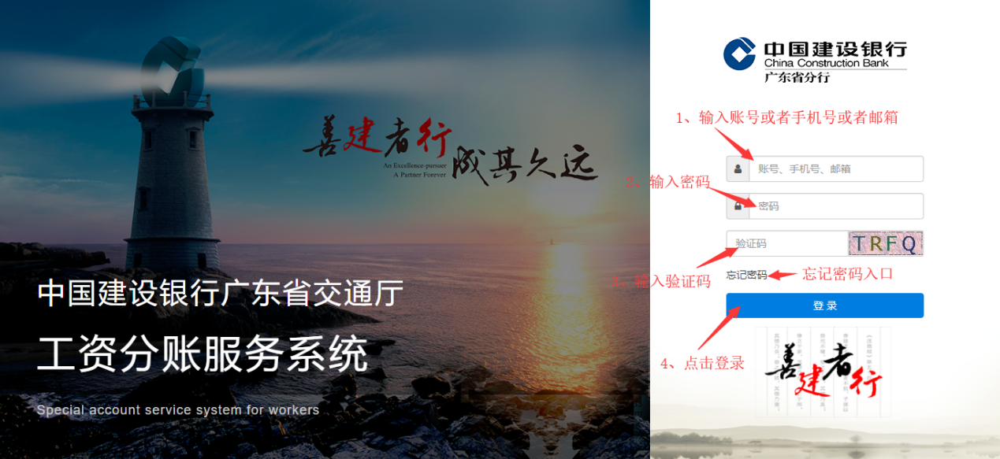 善建者行
An Excellence-pursuer
A Partner Forever
成其久远
中国建设银行广东省交通厅
工资分账服务系统
Special account service system for workers
中国建设银行
China Construction Bank
广东省分行
1、输入账号或者手机号或者邮箱
账号、手机号、邮箱
2、输入密码
密码
验证码
TRFQ
3、输入验证码
忘记密码
忘记密码入口
登 录
4、点击登录
善建者行